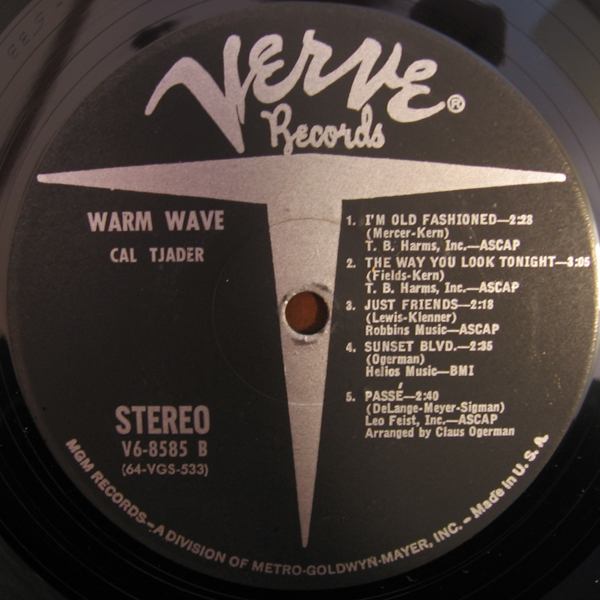 Verve®
Records
WARM WAVE
CAL TJADER
1. I'M OLD FASHIONED—2:28
(Mercer-Kern)
T. B. Harms, Inc.—ASCAP
2. THE WAY YOU LOOK TONIGHT—3:05
(Fields-Kern)
T. B. Harms, Inc.—ASCAP
3. JUST FRIENDS—2:18
(Lewis-Klenner)
Robbins Music—ASCAP
4. SUNSET BLVD.—2:35
(Ogerman)
Helios Music—BMI
5. PASSÉ—2:40
(DeLange-Meyer-Sigman)
Leo Feist, Inc.—ASCAP
Arranged by Claus Ogerman
STEREO
V6-8585 B
(64-VGS-533)
MGM RECORDS—A DIVISION OF METRO-GOLDWYN-MAYER, INC. — Made in U. S. A.